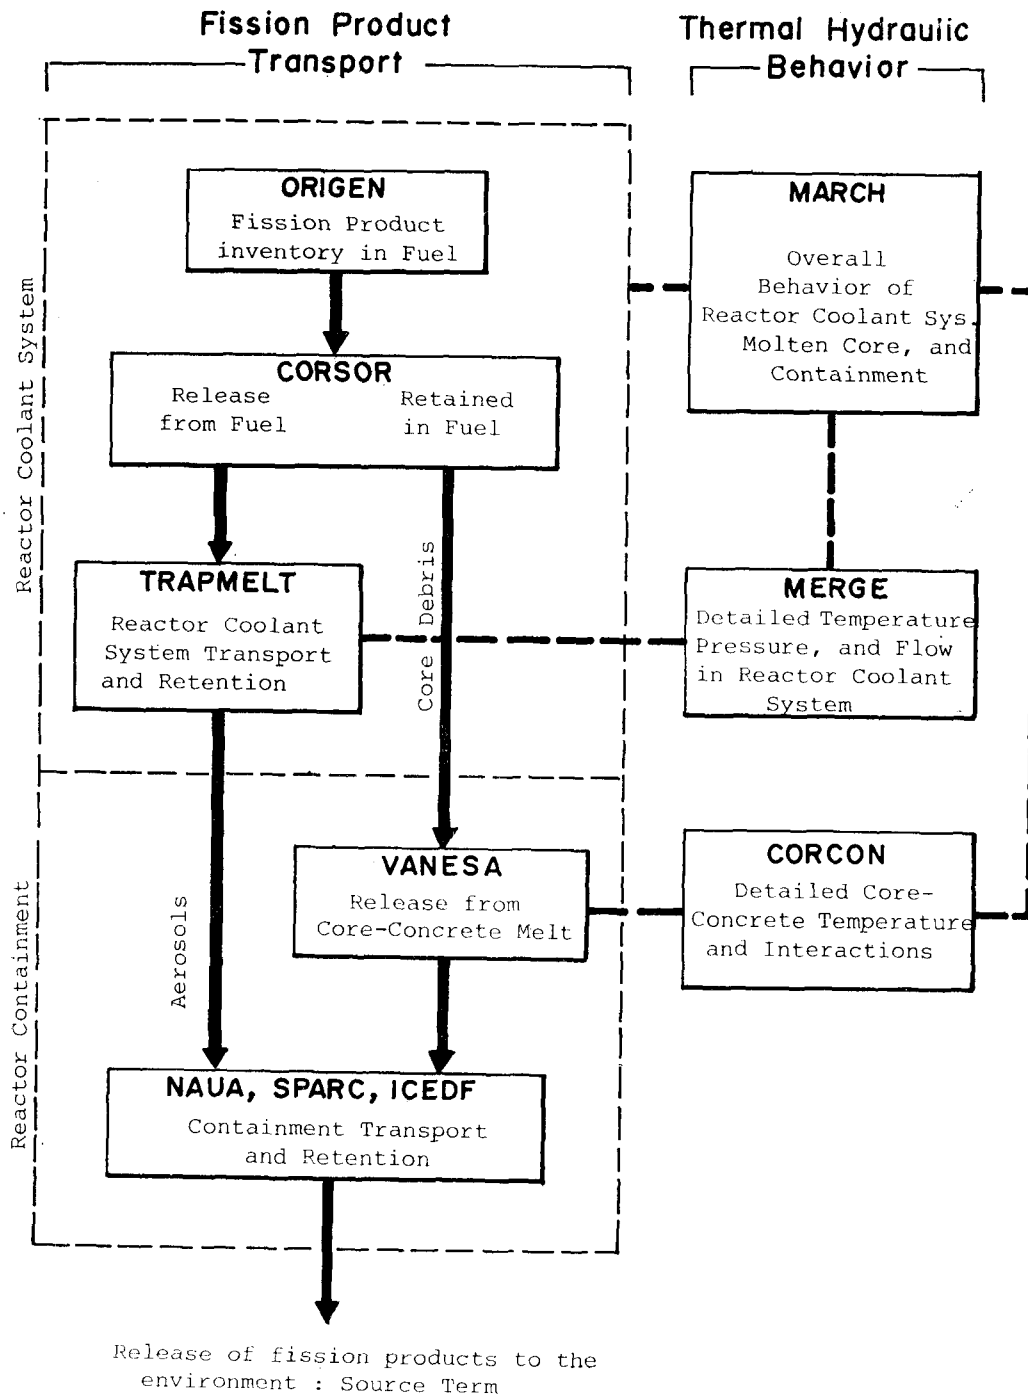 Fission Product
Transport
Thermal Hydraulic
Behavior
Reactor Coolant System
ORIGEN
Fission Product
inventory in Fuel
CORSOR
Release
from Fuel
Retained
in Fuel
TRAPMELT
Reactor Coolant
System Transport
and Retention
Core Debris
MARCH
Overall
Behavior of
Reactor Coolant Sys.
Molten Core, and
Containment
MERGE
Detailed Temperature
Pressure, and Flow
in Reactor Coolant
System
Reactor Containment
Aerosols
VANESA
Release from
Core-Concrete Melt
CORCON
Detailed Core-
Concrete Temperature
and Interactions
NAUA, SPARC, ICEDF
Containment Transport
and Retention
Release of fission products to the
environment : Source Term